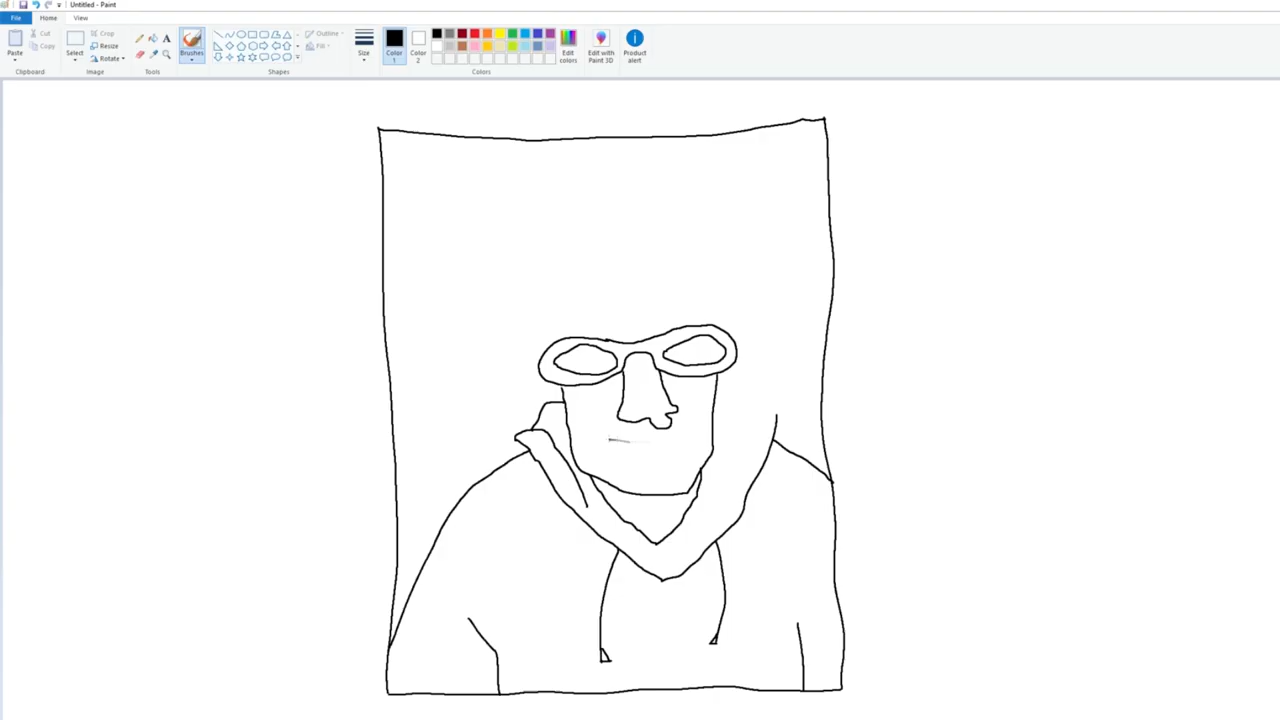 Untitled - Paint
File Home View
Paste
Cut
Copy
Clipboard
Select
Crop
Resize
Rotate
Image
Tools
Brushes
Outline
Fill
Shapes
Size
Color 1
Color 2
Colors
Edit colors
Edit with Paint 3D
Product alert